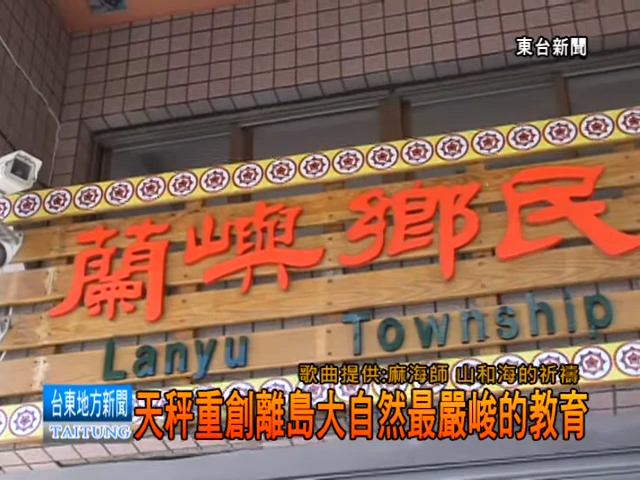 東台新聞
蘭嶼鄉民
Lanyu Township
歌曲提供:麻海師 山和海的祈禱
台東地方新聞
TAITUNG
天秤重創離島大自然最嚴峻的教育